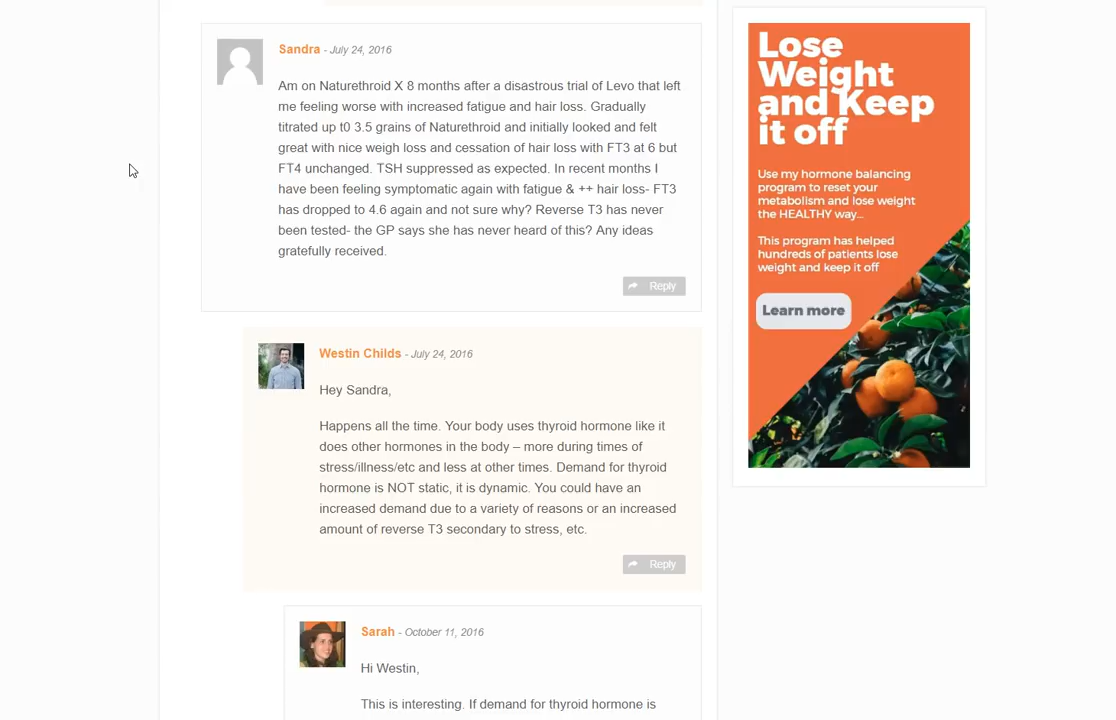 Sandra - July 24, 2016
Am on Naturethroid X 8 months after a disastrous trial of Levo that left
me feeling worse with increased fatigue and hair loss. Gradually
titrated up t0 3.5 grains of Naturethroid and initially looked and felt
great with nice weigh loss and cessation of hair loss with FT3 at 6 but
FT4 unchanged. TSH suppressed as expected. In recent months I
have been feeling symptomatic again with fatigue & ++ hair loss- FT3
has dropped to 4.6 again and not sure why? Reverse T3 has never
been tested- the GP says she has never heard of this? Any ideas
gratefully received.
Reply
Westin Childs - July 24, 2016
Hey Sandra,
Happens all the time. Your body uses thyroid hormone like it
does other hormones in the body – more during times of
stress/illness/etc and less at other times. Demand for thyroid
hormone is NOT static, it is dynamic. You could have an
increased demand due to a variety of reasons or an increased
amount of reverse T3 secondary to stress, etc.
Reply
Sarah - October 11, 2016
Hi Westin,
This is interesting. If demand for thyroid hormone is
Lose
Weight
and Keep
it off
Use my hormone balancing
program to reset your
metabolism and lose weight
the HEALTHY way...
This program has helped
hundreds of patients lose
weight and keep it off
Learn more